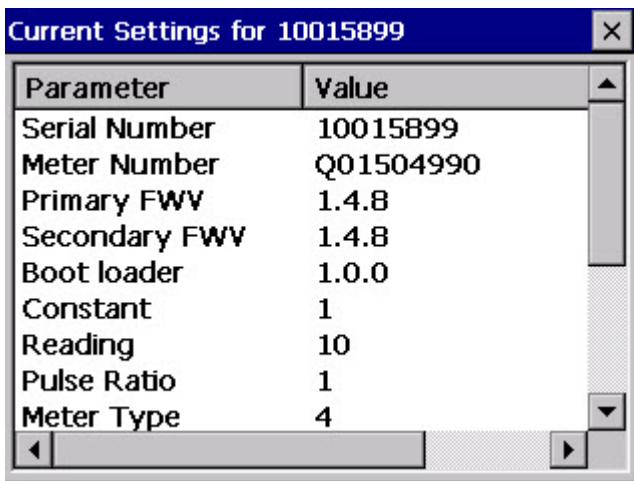 Current Settings for 10015899
Parameter Value
Serial Number 10015899
Meter Number Q01504990
Primary FWV 1.4.8
Secondary FWV 1.4.8
Boot loader 1.0.0
Constant 1
Reading 10
Pulse Ratio 1
Meter Type 4